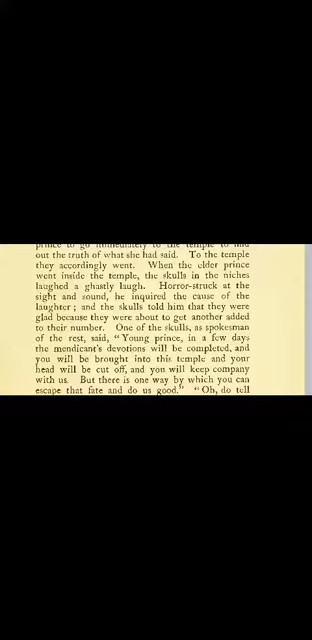 prince to go immediately to the temple to find
out the truth of what she had said. To the temple
they accordingly went. When the elder prince
went inside the temple, the skulls in the niches
laughed a ghastly laugh. Horror-struck at the
sight and sound, he inquired the cause of the
laughter ; and the skulls told him that they were
glad because they were about to get another added
to their number. One of the skulls, as spokesman
of the rest, said, “ Young prince, in a few days
the mendicant's devotions will be completed, and
you will be brought into this temple and your
head will be cut off, and you will keep company
with us. But there is one way by which you can
escape that fate and do us good.” “ Oh, do tell